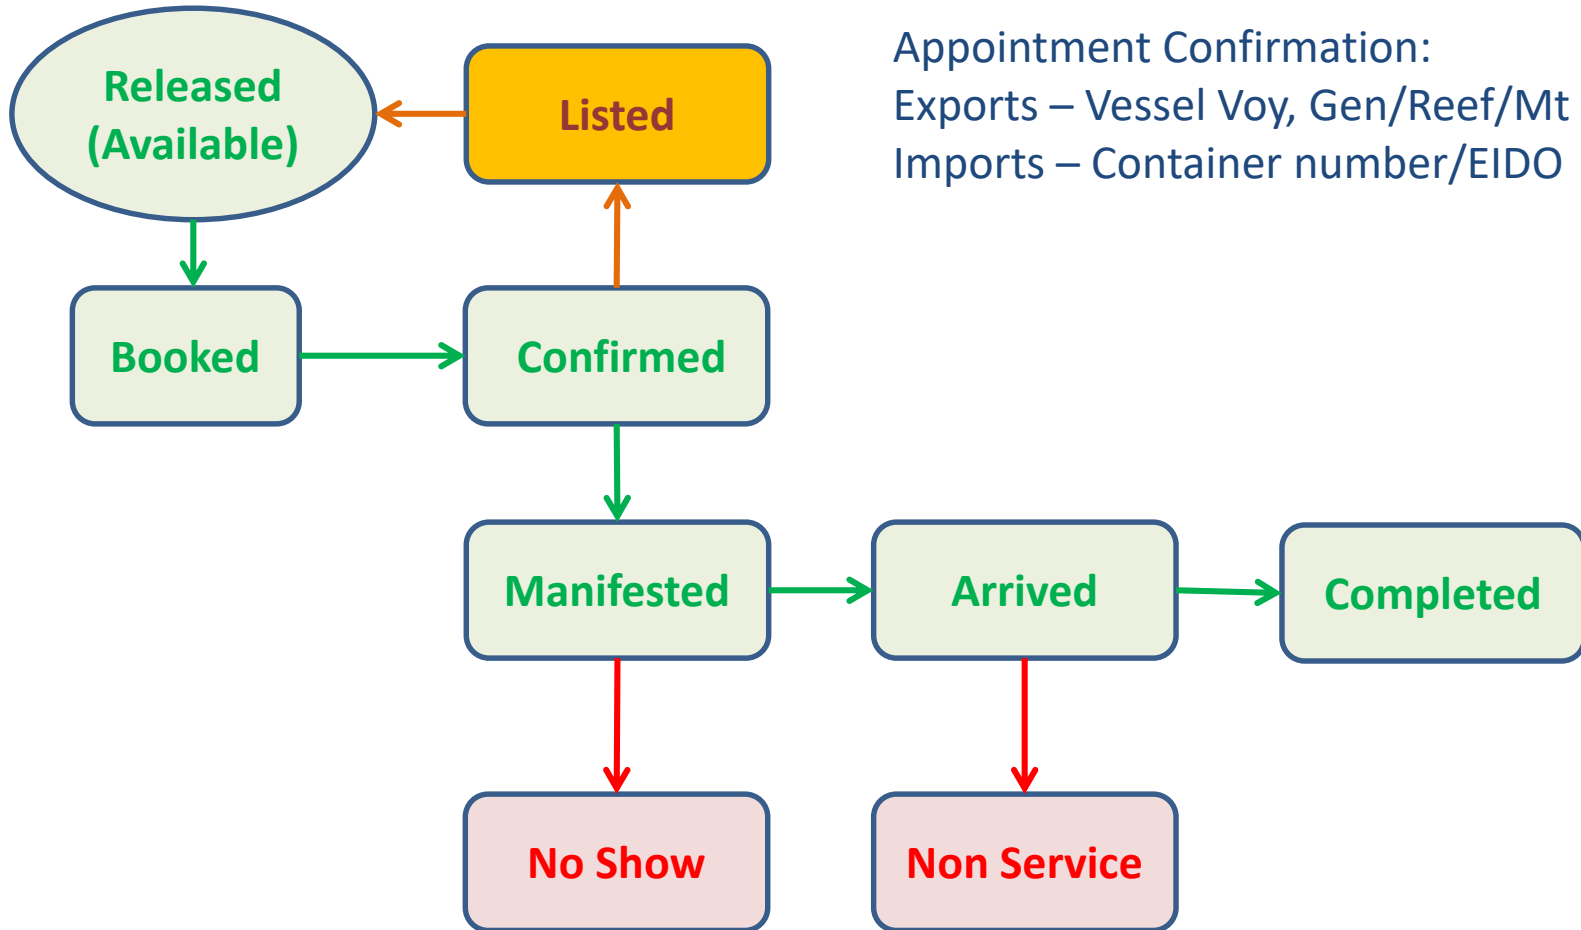 Released
(Available)
Listed
Appointment Confirmation:
Exports – Vessel Voy, Gen/Reef/Mt
Imports – Container number/EIDO
Booked
Confirmed
Manifested
Arrived
Completed
No Show
Non Service